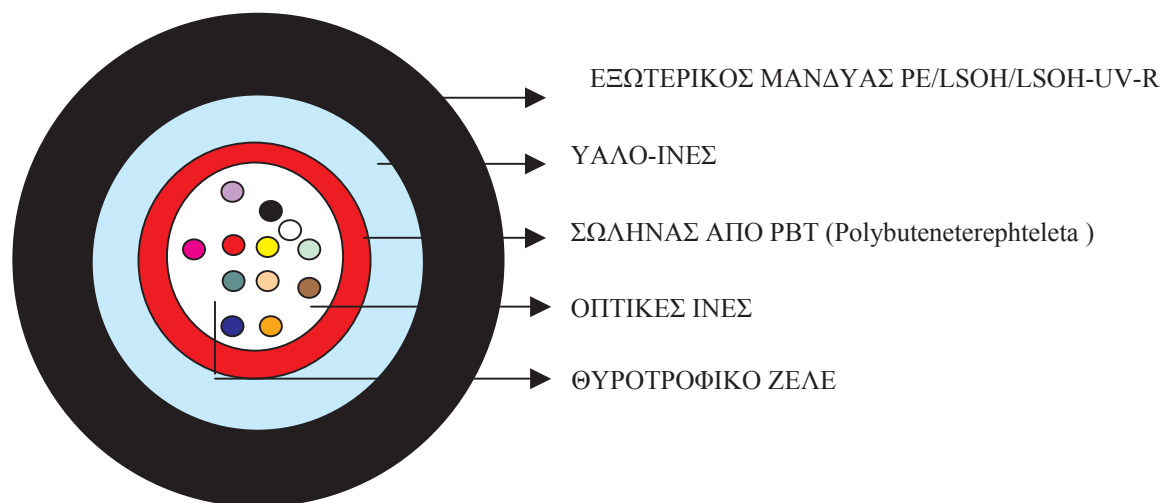 ΕΞΩΤΕΡΙΚΟΣ ΜΑΝΔΥΑΣ PE/LSOH/LSOH-UV-R
ΥΑΛΟ-ΙΝΕΣ
ΣΩΛΗΝΑΣ ΑΠΟ PBT (Polybuteneterephteleta )
ΟΠΤΙΚΕΣ ΙΝΕΣ
ΘΥΡΟΤΡΟΦΙΚΟ ΖΕΛΕ